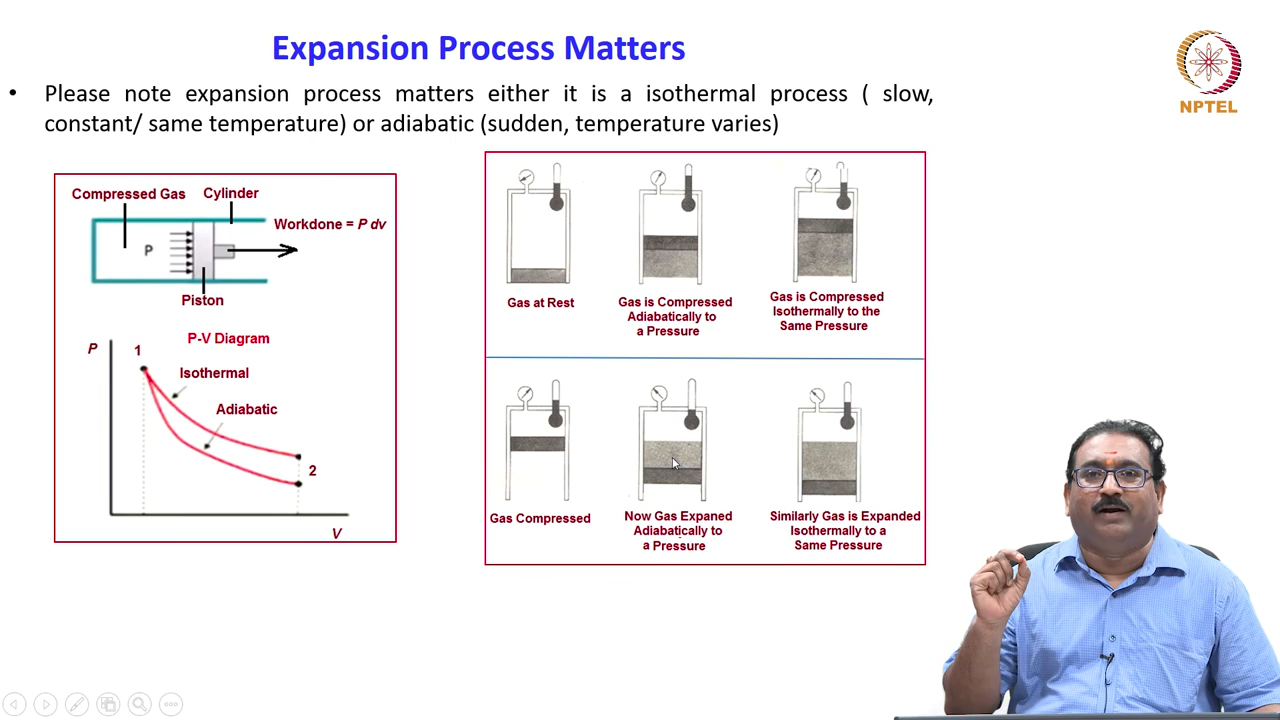 Expansion Process Matters
NPTEL
• Please note expansion process matters either it is a isothermal process ( slow,
constant/ same temperature) or adiabatic (sudden, temperature varies)
Compressed Gas
Cylinder
Workdone = P dv
P
Piston
P-V Diagram
P
1
Isothermal
Adiabatic
2
V
Gas at Rest
Gas is Compressed
Adiabatically to
a Pressure
Gas is Compressed
Isothermally to the
Same Pressure
Gas Compressed
Now Gas Expaned
Adiabatically to
a Pressure
Similarly Gas is Expanded
Isothermally to a
Same Pressure